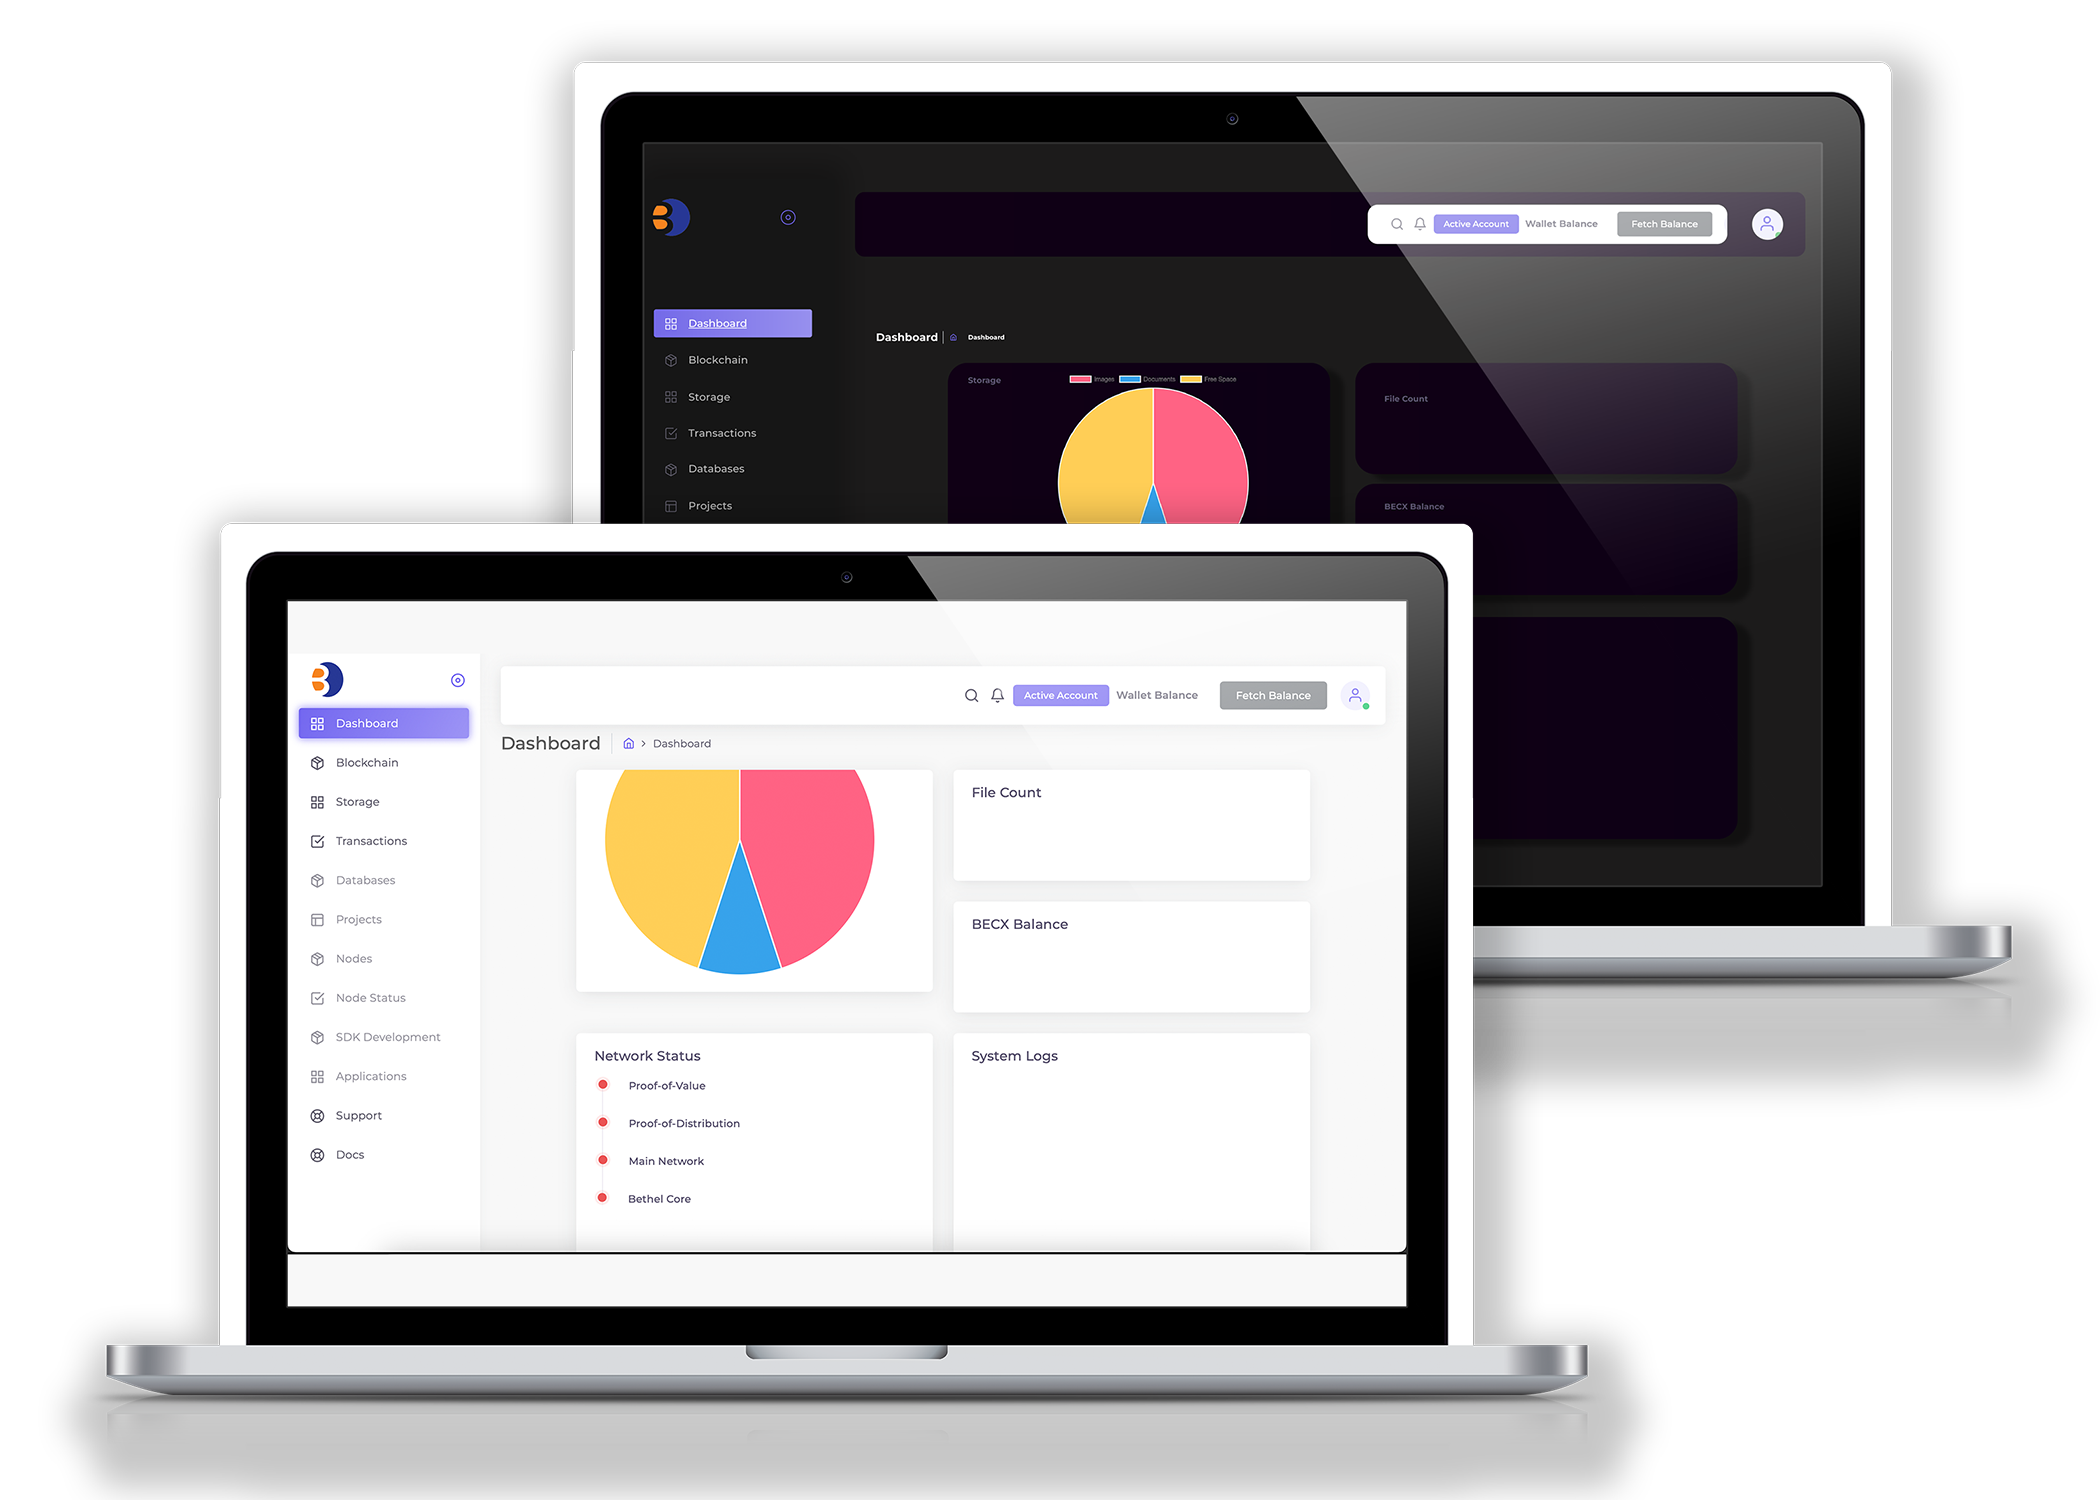 Active Account
Wallet Balance
Fetch Balance
Dashboard
Blockchain
Storage
Transactions
Databases
Projects
Dashboard
Dashboard
Storage
Images
Documents
Free Space
File Count
BECX Balance
Active Account
Wallet Balance
Fetch Balance
Dashboard
Blockchain
Storage
Transactions
Databases
Projects
Nodes
Node Status
SDK Development
Applications
Support
Docs
Dashboard
Dashboard
File Count
BECX Balance
Network Status
Proof-of-Value
Proof-of-Distribution
Main Network
Bethel Core
System Logs